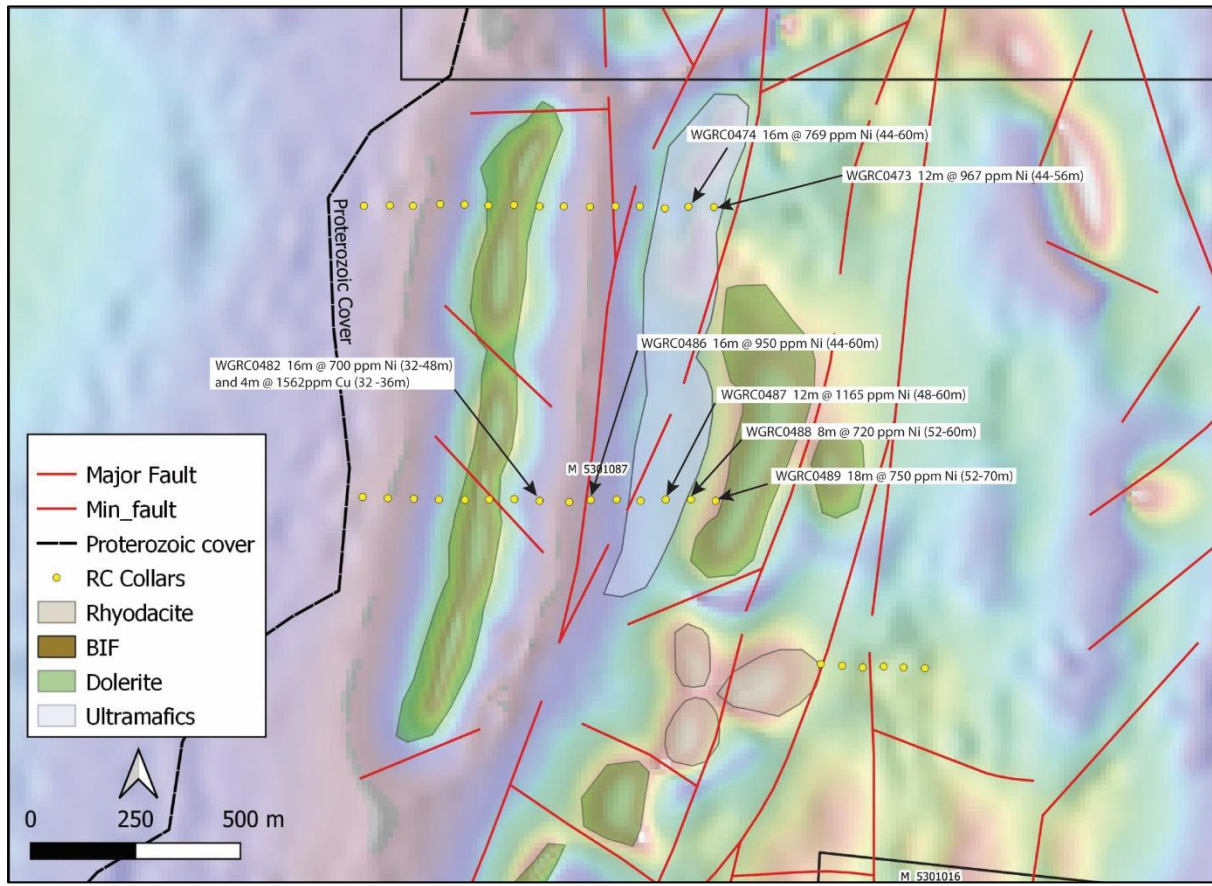 WGRC0474 16m @ 769 ppm Ni (44-60m)
WGRC0473 12m @ 967 ppm Ni (44-56m)
Proterozoic Cover
WGRC0486 16m @ 950 ppm Ni (44-60m)
WGRC0482 16m @ 700 ppm Ni (32-48m)
and 4m @ 1562ppm Cu (32 -36m)
WGRC0487 12m @ 1165 ppm Ni (48-60m)
WGRC0488 8m @ 720 ppm Ni (52-60m)
M 5301087
WGRC0489 18m @ 750 ppm Ni (52-70m)
Major Fault
Min_fault
Proterozoic cover
RC Collars
Rhyodacite
BIF
Dolerite
Ultramafics
0 250 500 m
M 5301016